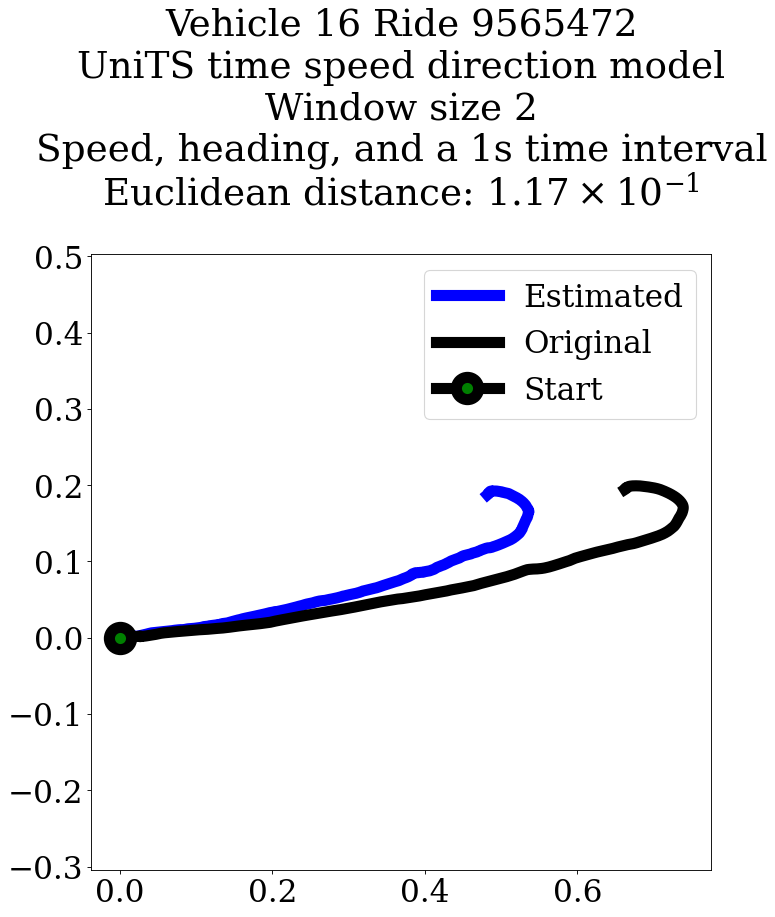 Vehicle 16 Ride 9565472
UniTS time speed direction model
Window size 2
Speed, heading, and a 1s time interval
Euclidean distance: 1.17 × 10⁻¹
Estimated
Original
Start
0.5
0.4
0.3
0.2
0.1
0.0
−0.1
−0.2
−0.3
0.0 0.2 0.4 0.6